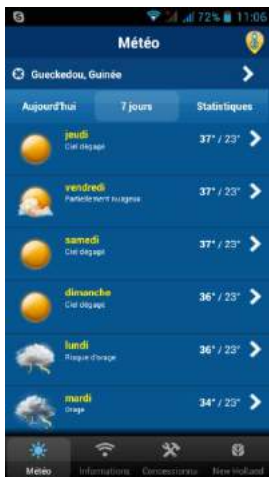 72% 11:06
Météo
Gueckedou, Guinée
Aujourd'hui 7 jours Statistiques
jeudi
Ciel dégagé
37° / 23°
vendredi
Partiellement nuageux
37° / 23°
samedi
Ciel dégagé
37° / 23°
dimanche
Ciel dégagé
36° / 23°
lundi
Risque d'orage
36° / 23°
mardi
Orage
34° / 23°
Météo Informations Concessionna New Holland